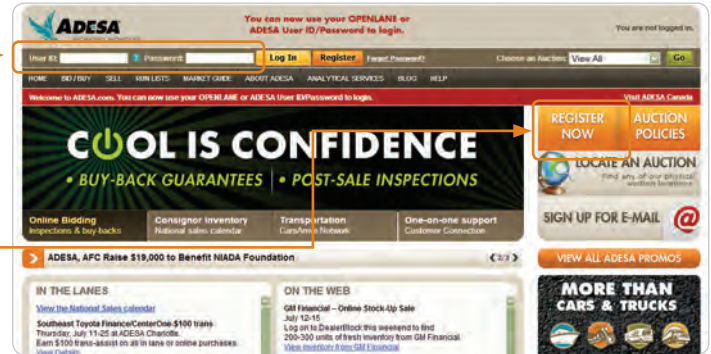 ADESA
You can now use your OPENLANE or
ADESA User ID/Password to login.
You are not logged in.
User ID:
Password:
Log In
Register
Forgot Password?
Choose an Auction:
View All
Go
HOME
BID / BUY
SELL
RUN LISTS
MARKET GUIDE
ABOUT ADESA
ANALYTICAL SERVICES
BLOG
HELP
Welcome to ADESA.com. You can now use your OPENLANE or ADESA User ID/Password to login.
Visit ADESA Canada
COOL IS CONFIDENCE
• BUY-BACK GUARANTEES | • POST-SALE INSPECTIONS
REGISTER
NOW
AUCTION
POLICIES
LOCATE AN AUCTION
Find any of our physical
auction locations.
SIGN UP FOR E-MAIL
Online Bidding
Inspections & buy-backs
Consignor Inventory
National sales calendar
Transportation
CarsArrive Network
One-on-one support
Customer Connection
ADESA, AFC Raise $19,000 to Benefit NIADA Foundation
VIEW ALL ADESA PROMOS
IN THE LANES
View the National Sales calendar
Southeast Toyota Finance/CenterOne-$100 trans
Thursday, July 11-25 at ADESA Charlotte.
Earn $100 trans-assist on all in lane or online purchases.
View Details
ON THE WEB
GM Financial – Online Stock-Up Sale
July 12-15
Log on to DealerBlock this weekend to find
200-300 units of fresh inventory from GM Financial.
View inventory from GM Financial
MORE THAN
CARS & TRUCKS